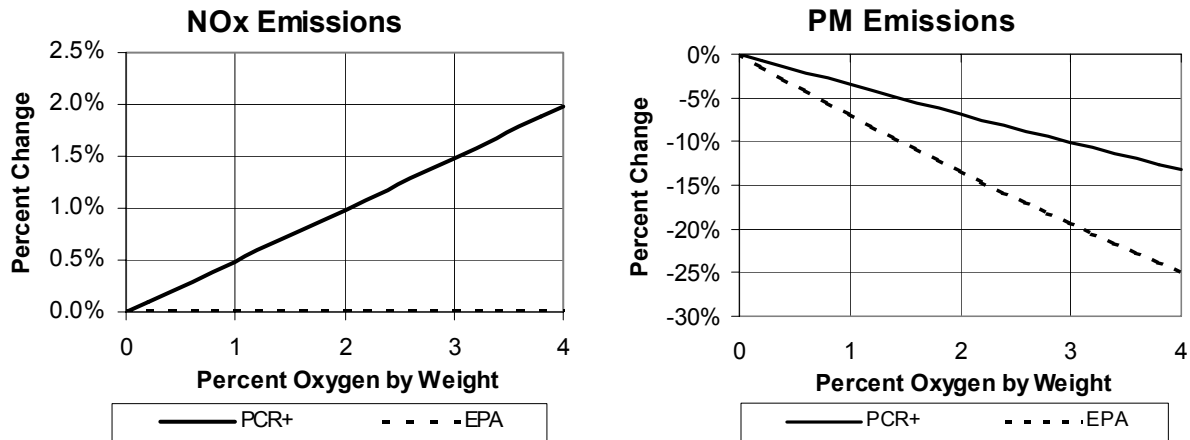 NOx Emissions
2.5%
2.0%
1.5%
1.0%
0.5%
0.0%
Percent Change
0 1 2 3 4
Percent Oxygen by Weight
PCR+ EPA
PM Emissions
0%
-5%
-10%
-15%
-20%
-25%
-30%
Percent Change
0 1 2 3 4
Percent Oxygen by Weight
PCR+ EPA